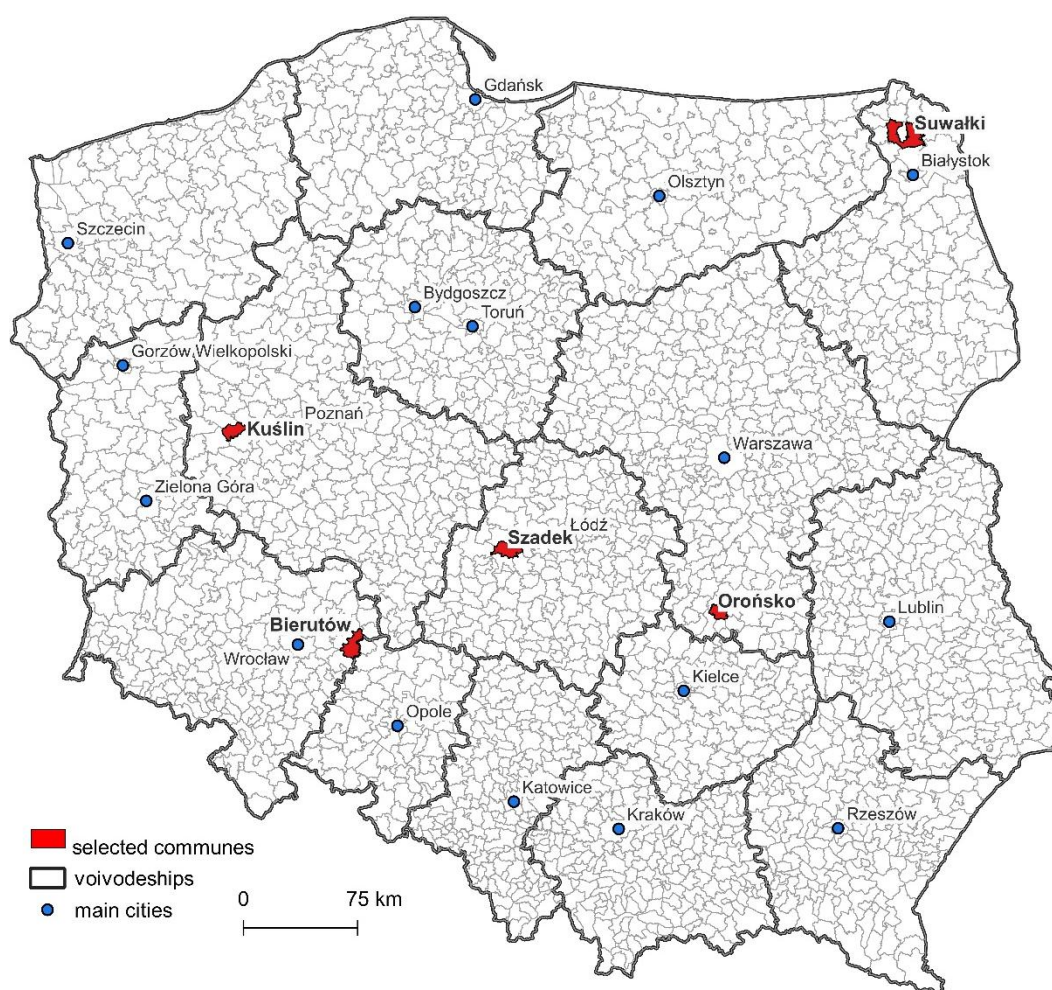 Gdańsk
Suwałki
Białystok
Olsztyn
Szczecin
Bydgoszcz
Toruń
Gorzów Wielkopolski
Poznań
Kuślin
Warszawa
Zielona Góra
Łódź
Szadek
Orońsko
Lublin
Bierutów
Wrocław
Kielce
Opole
Katowice
Kraków
Rzeszów
selected communes
voivodeships
main cities
0 75 km